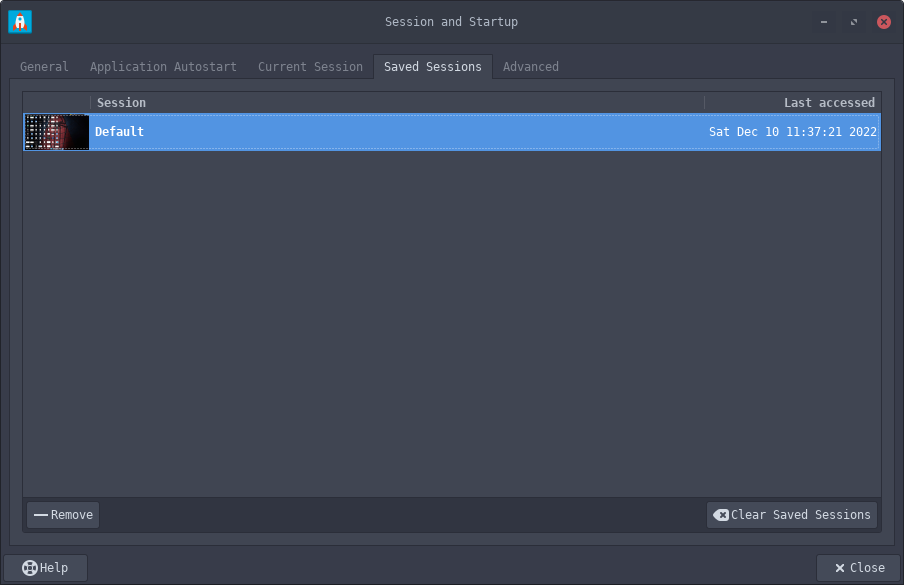 Session and Startup
General Application Autostart Current Session Saved Sessions Advanced
Session Last accessed
Default Sat Dec 10 11:37:21 2022
Remove Clear Saved Sessions
Help Close